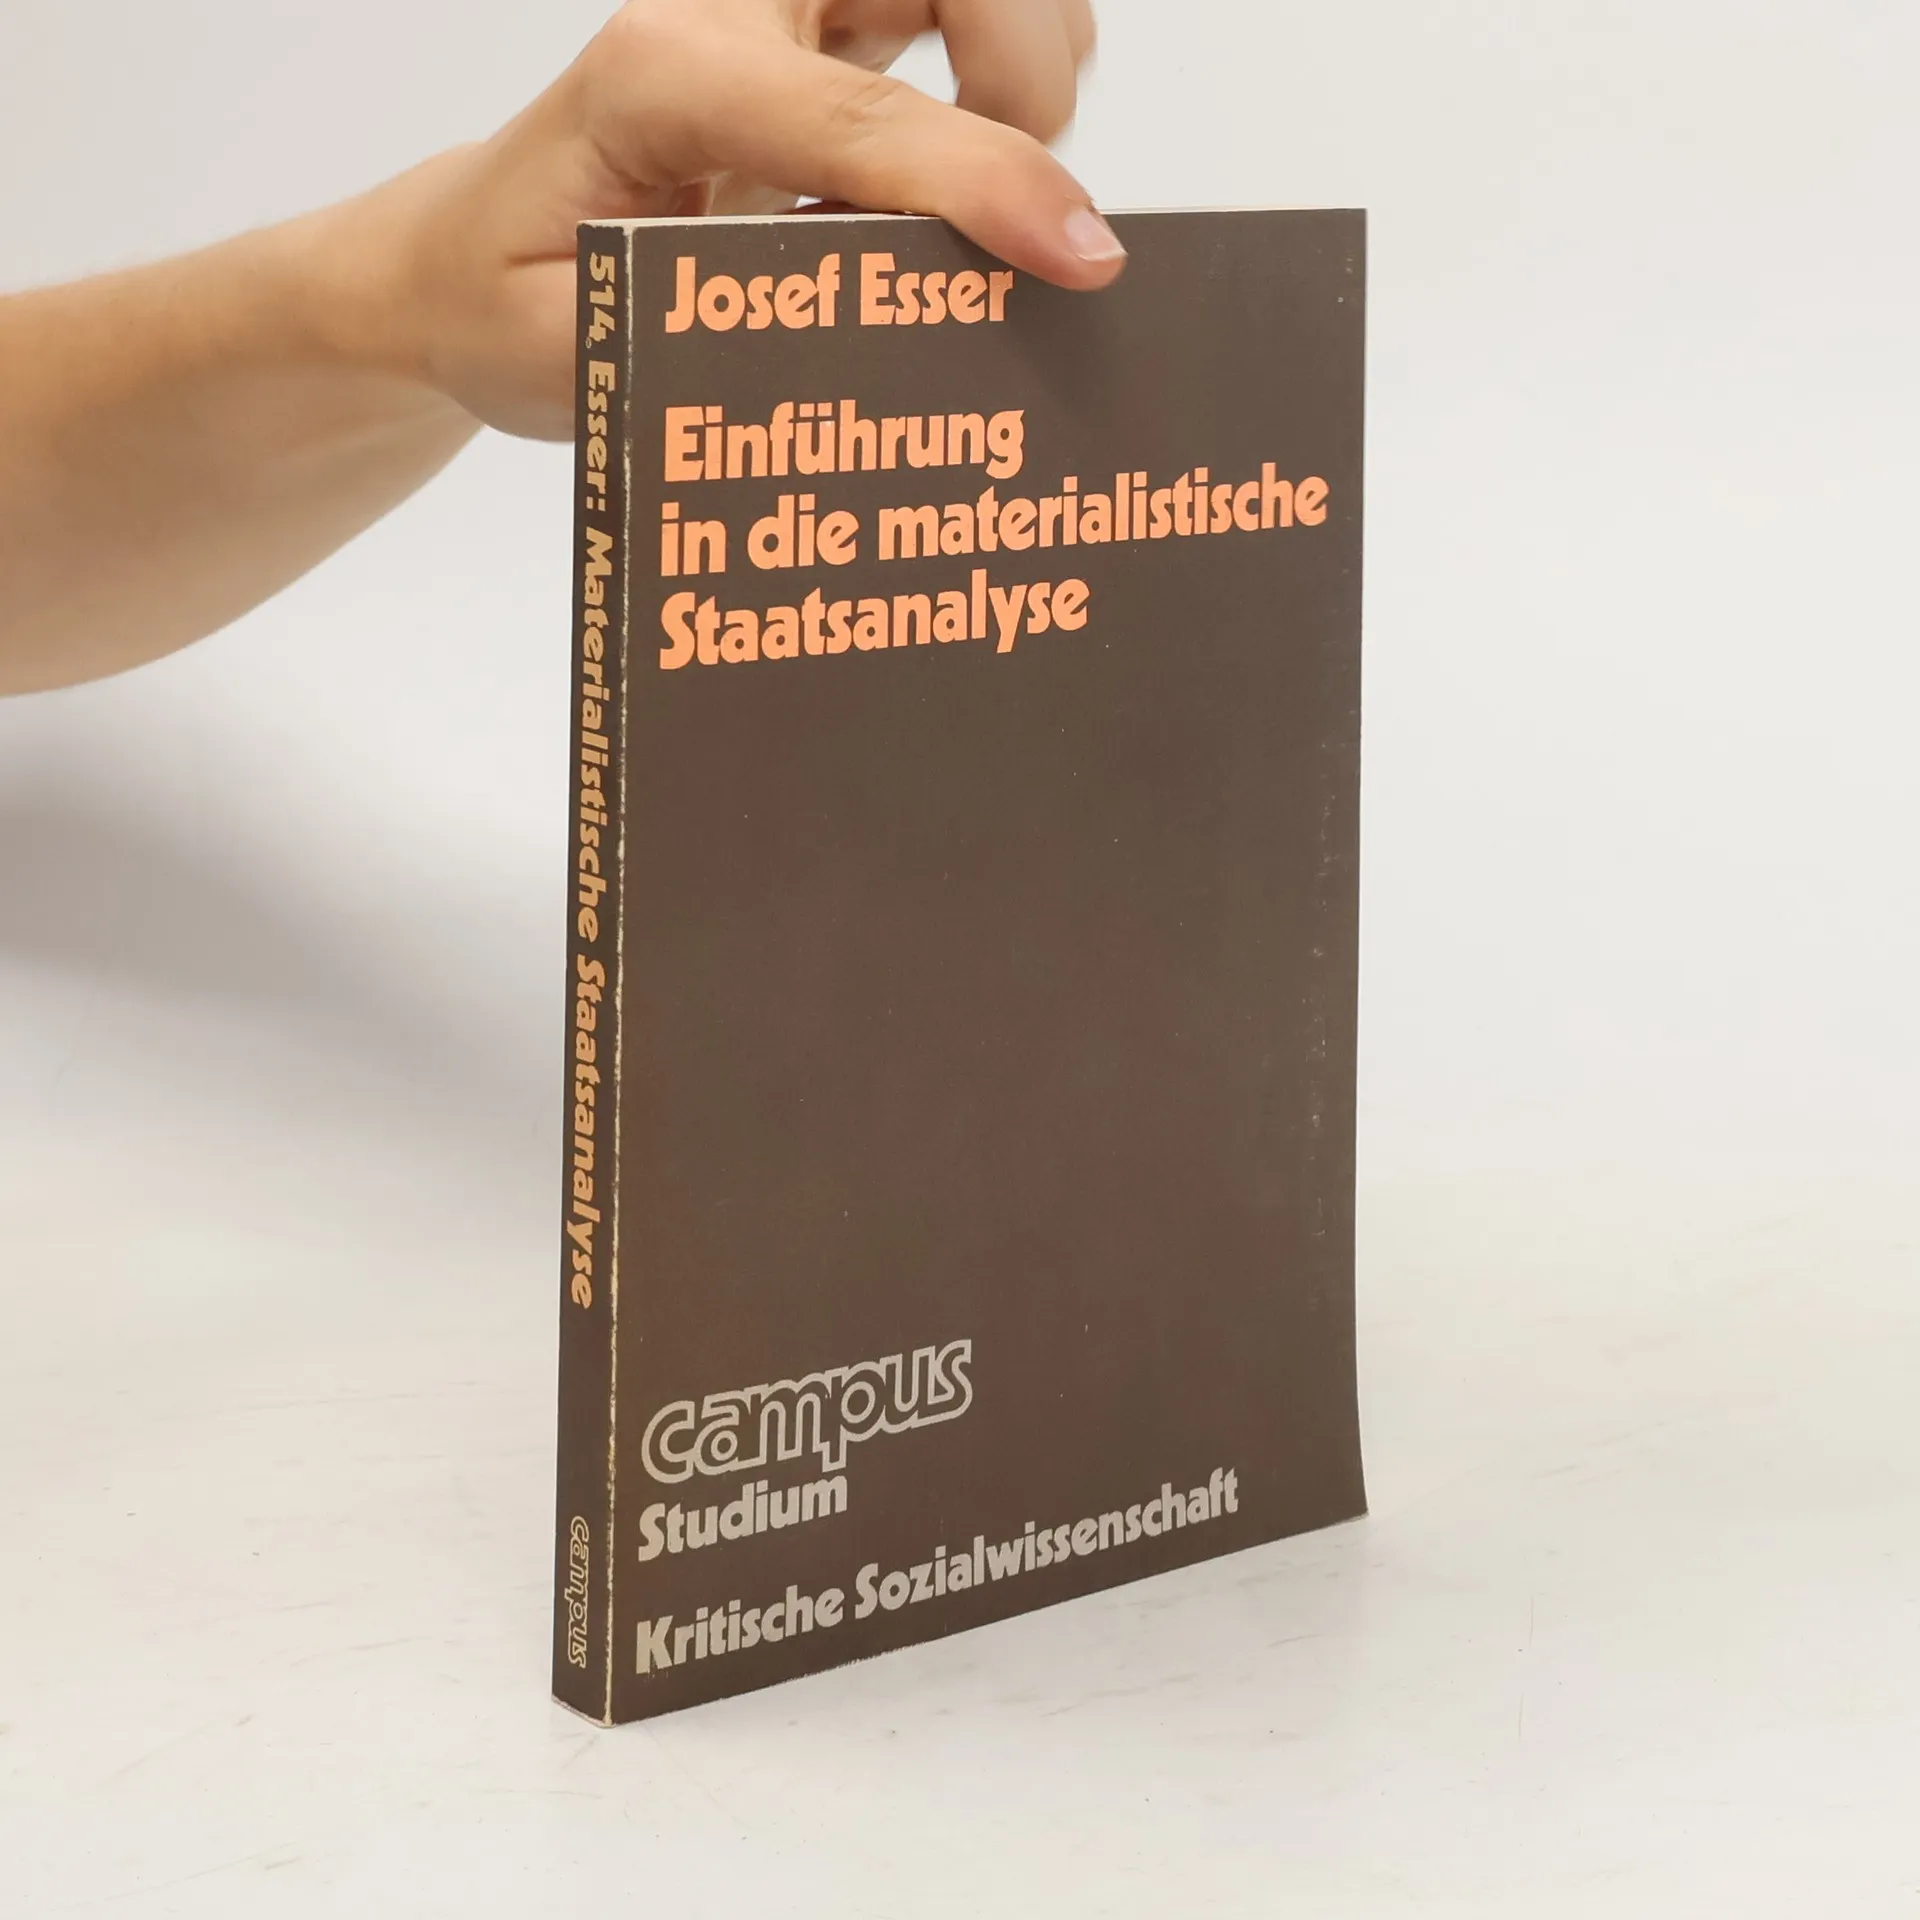 Josef Esser
Einführung
in die materialistische
Staatsanalyse
campus
Studium
Kritische Sozialwissenschaft
514, Esser: Materialistische Staatsanalyse
campus